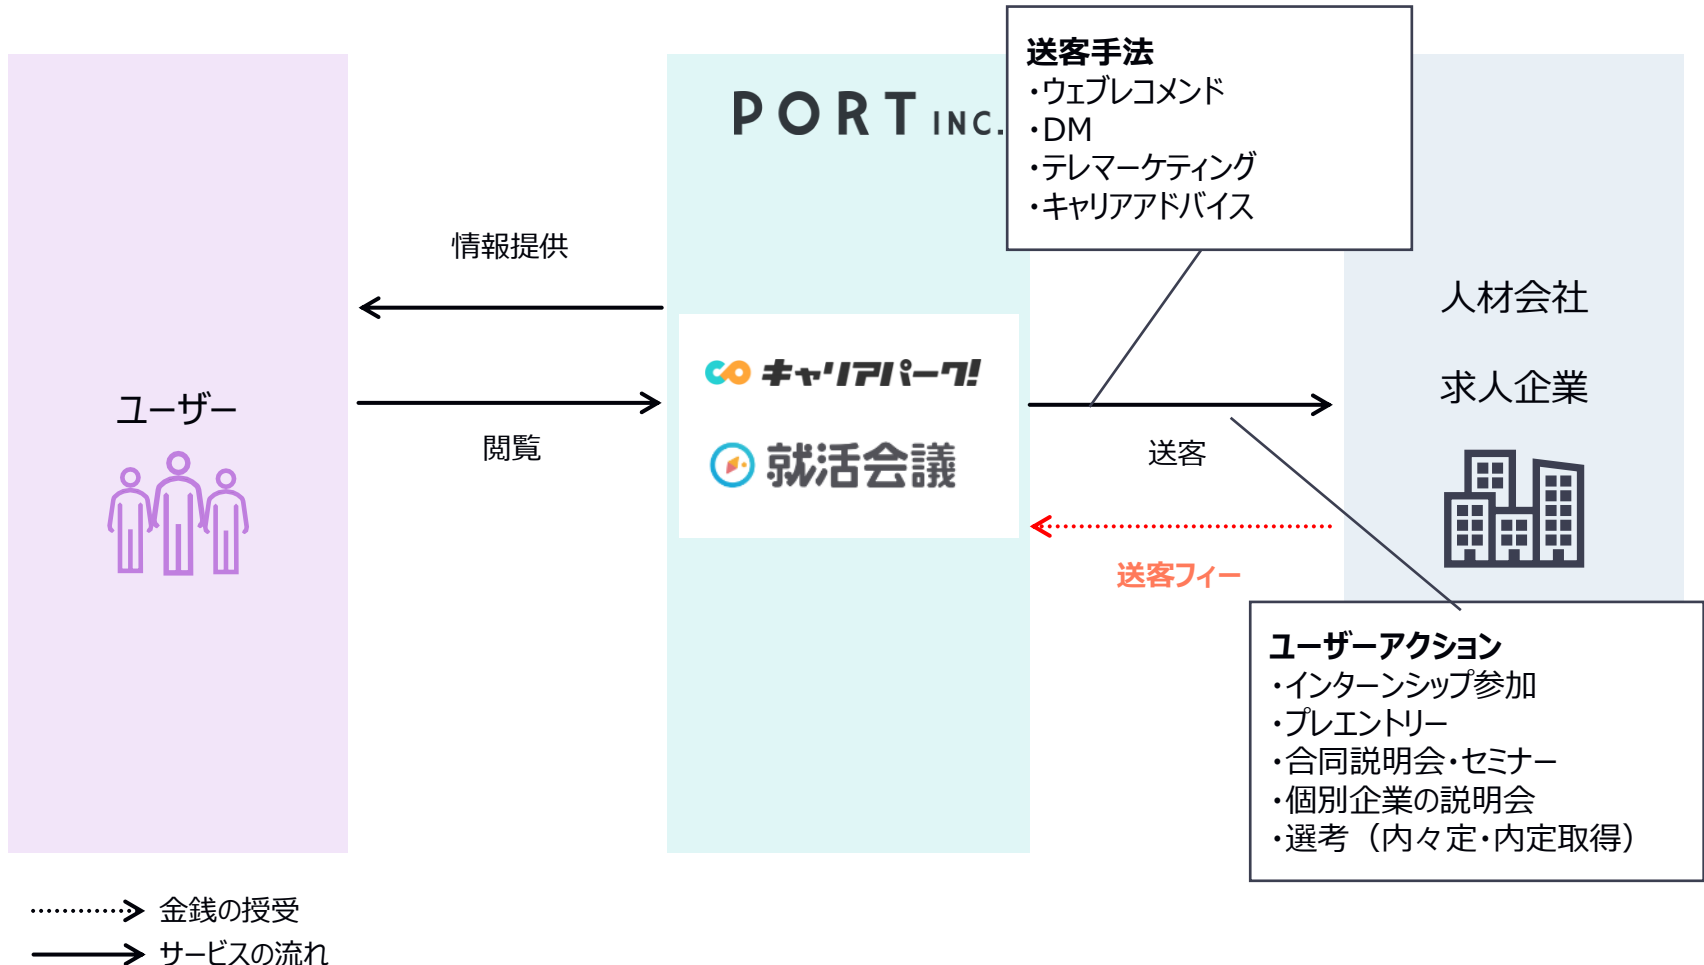 PORT INC.
送客手法
・ウェブレコメンド
・DM
・テレマーケティング
・キャリアアドバイス
情報提供
閲覧
ユーザー
キャリアパーク!
就活会議
送客
送客フィー
人材会社
求人企業
ユーザーアクション
・インターンシップ参加
・プレエントリー
・合同説明会・セミナー
・個別企業の説明会
・選考（内々定・内定取得）
金銭の授受
サービスの流れ